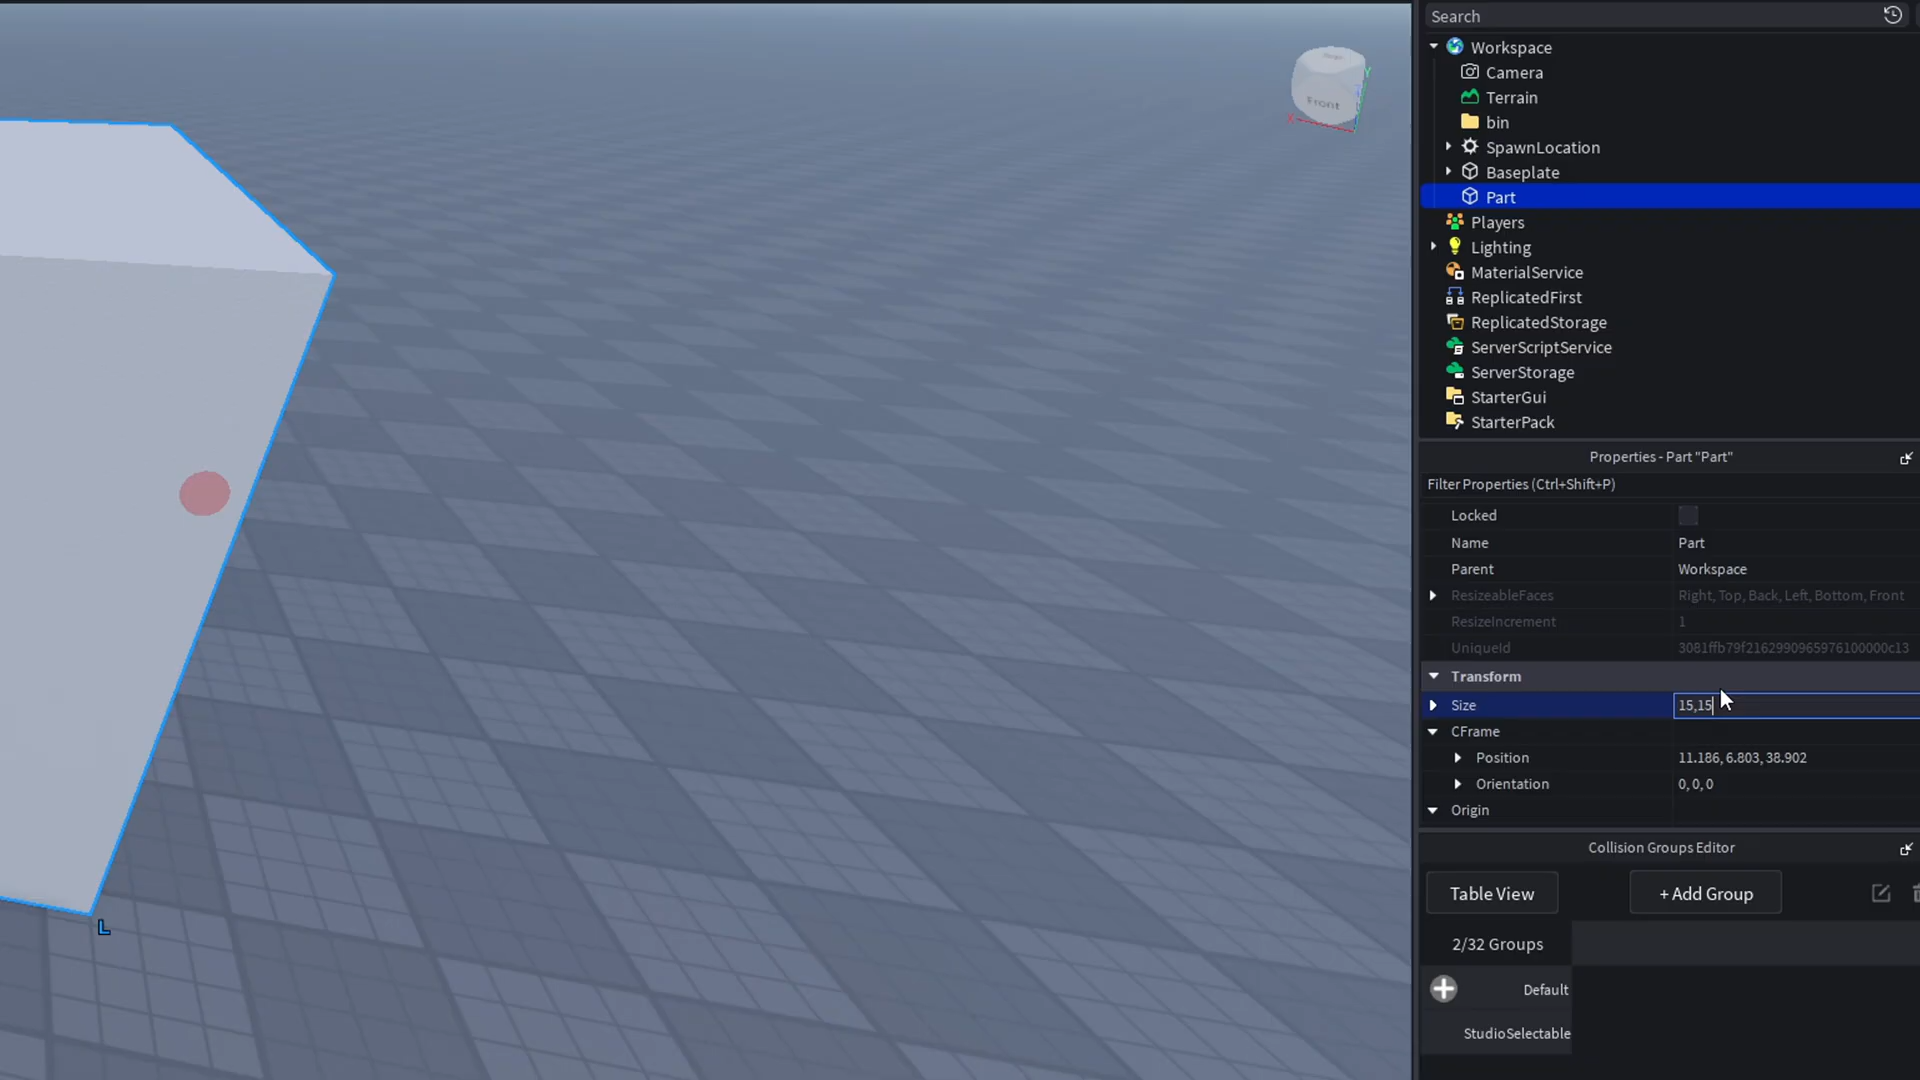 Front
X
Y
L
Search
Workspace
Camera
Terrain
bin
SpawnLocation
Baseplate
Part
Players
Lighting
MaterialService
ReplicatedFirst
ReplicatedStorage
ServerScriptService
ServerStorage
StarterGui
StarterPack
Properties - Part "Part"
Filter Properties (Ctrl+Shift+P)
Locked
Name Part
Parent Workspace
ResizeableFaces Right, Top, Back, Left, Bottom, Front
ResizeIncrement 1
UniqueId 3081ffb79f2162990965976100000c13
Transform
Size 15,15
CFrame
Position 11.186, 6.803, 38.902
Orientation 0, 0, 0
Origin
Collision Groups Editor
Table View + Add Group
2/32 Groups
Default
StudioSelectable